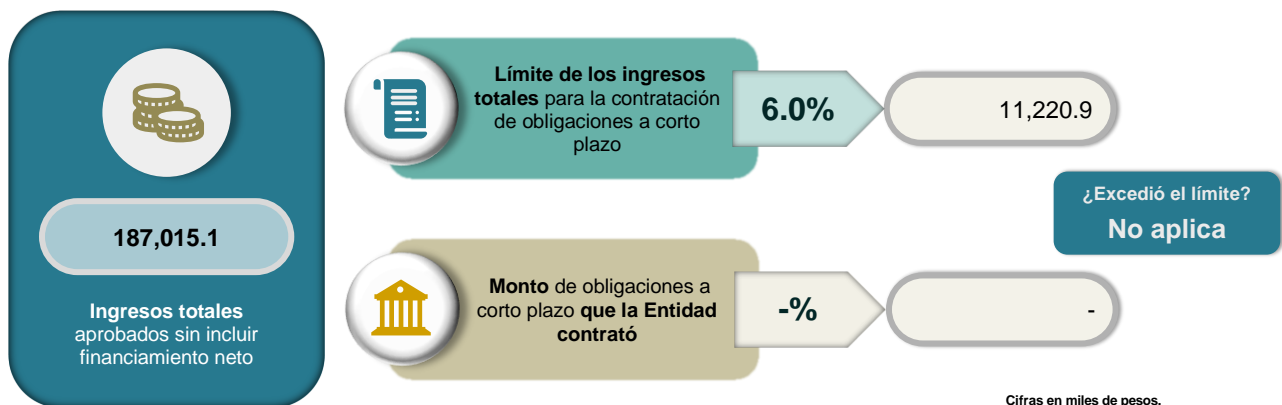 187,015.1
Ingresos totales
aprobados sin incluir
financiamiento neto
Límite de los ingresos
totales para la contratación
de obligaciones a corto
plazo
6.0%
11,220.9
¿Excedió el límite?
No aplica
Monto de obligaciones a
corto plazo que la Entidad
contrató
-%
-
Cifras en miles de pesos.